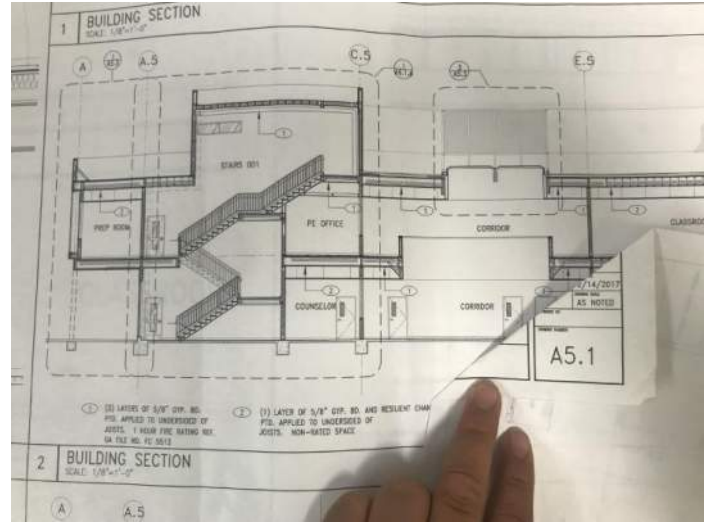 1 BUILDING SECTION
SCALE: 1/8"=1'-0"
A A.5 C.5 E.5
STAIRS 001
PREP ROOM
PE OFFICE
CORRIDOR
CLASSROO
COUNSELOR
CORRIDOR
/14/2017
AS NOTED
A5.1
1 (2) LAYERS OF 5/8" GYP. BD.
PTD. APPLIED TO UNDERSIDED OF
JOISTS. 1 HOUR FIRE RATING REF.
GA FILE NO. FC 5512
2 (1) LAYER OF 5/8" GYP. BD. AND RESILIENT CHAN
PTD. APPLIED TO UNDERSIDED OF
JOISTS. NON-RATED SPACE
2 BUILDING SECTION
SCALE: 1/8"=1'-0"
A A.5